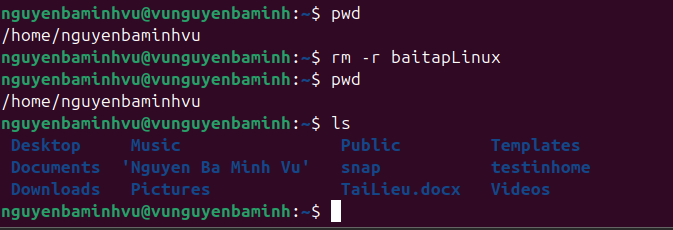 nguyenbaminhvu@vunguyenbaminh:~$ pwd
/home/nguyenbaminhvu
nguyenbaminhvu@vunguyenbaminh:~$ rm -r baitapLinux
nguyenbaminhvu@vunguyenbaminh:~$ pwd
/home/nguyenbaminhvu
nguyenbaminhvu@vunguyenbaminh:~$ ls
Desktop Music Public Templates
Documents 'Nguyen Ba Minh Vu' snap testinhome
Downloads Pictures TaiLieu.docx Videos
nguyenbaminhvu@vunguyenbaminh:~$